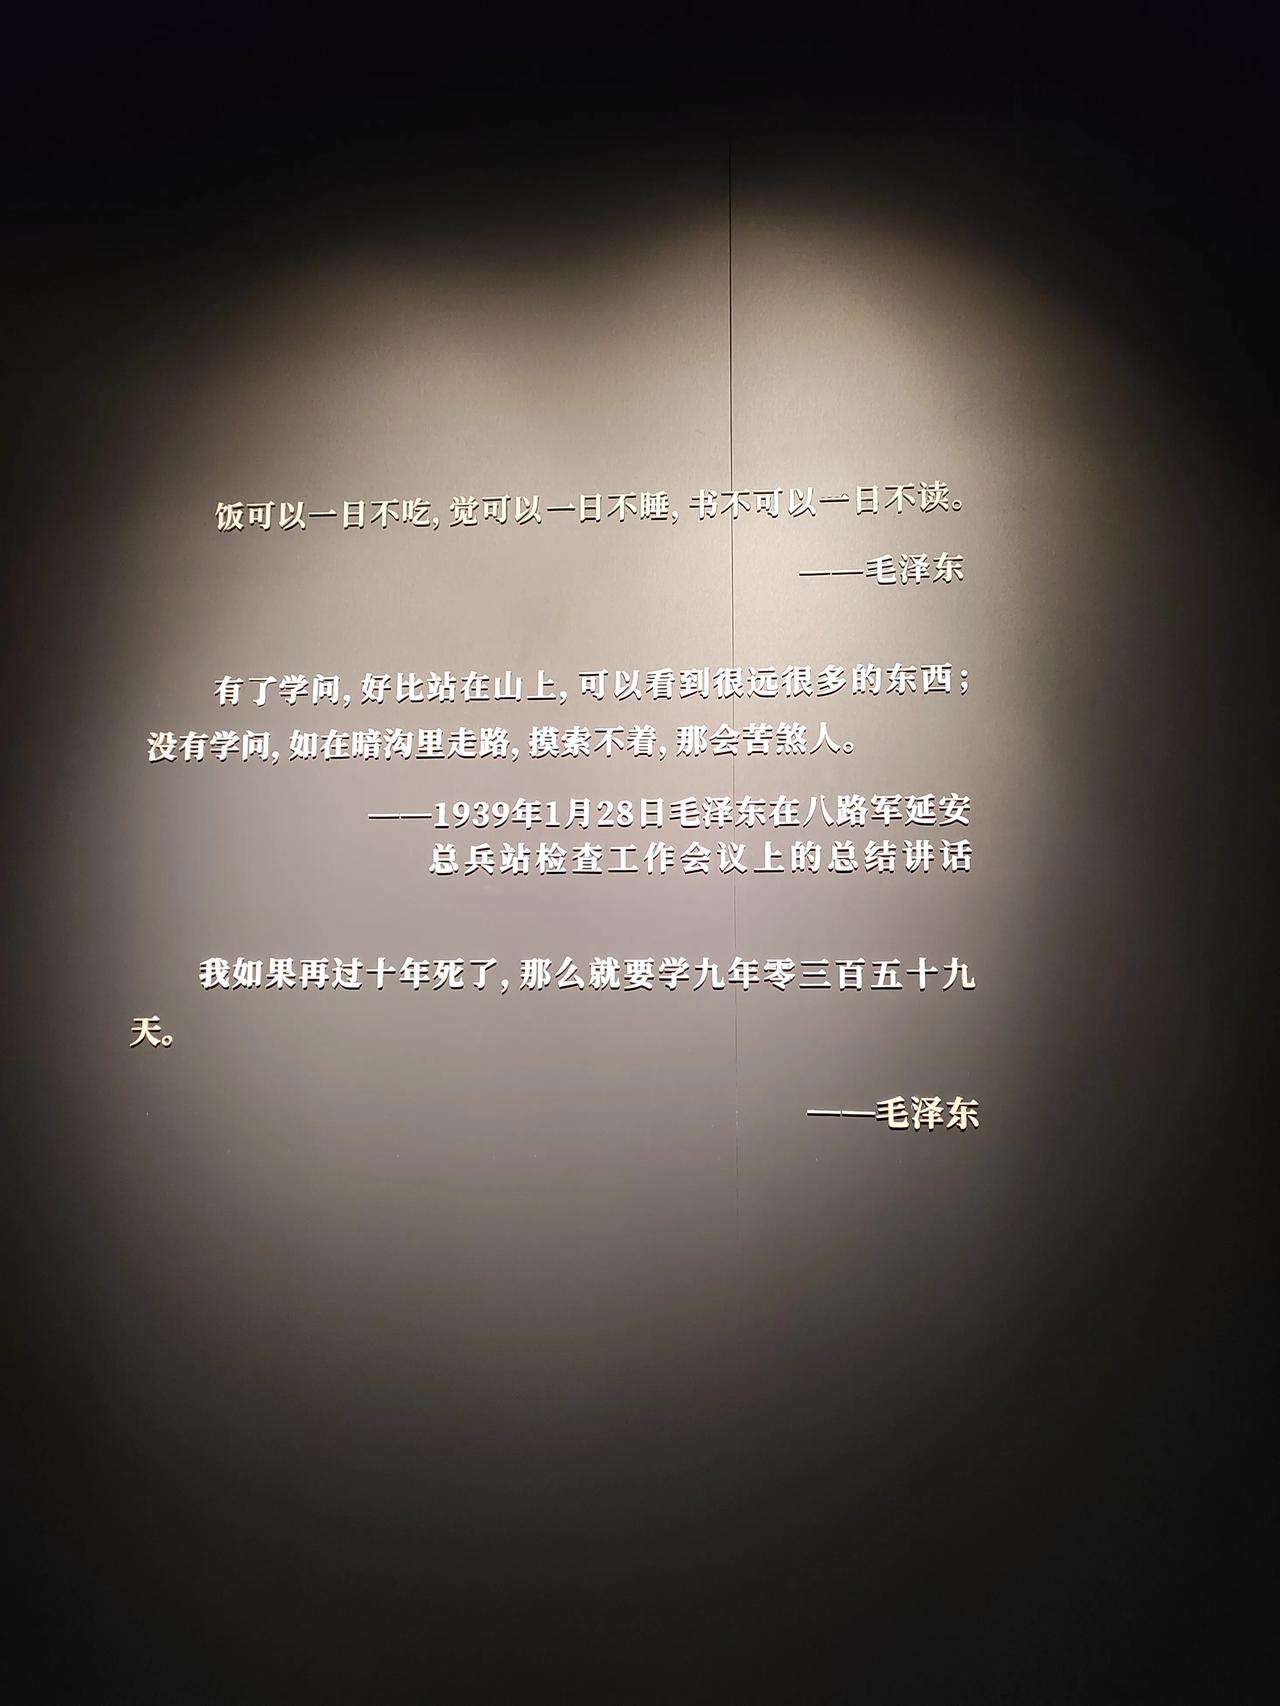 饭可以一日不吃，觉可以一日不睡，书不可以一日不读。
——毛泽东
有了学问，好比站在山上，可以看到很远很多的东西；
没有学问，如在暗沟里走路，摸索不着，那会苦煞人。
——1939年1月28日毛泽东在八路军延安
总兵站检查工作会议上的总结讲话
我如果再过十年死了，那么就要学九年零三百五十九
天。
——毛泽东